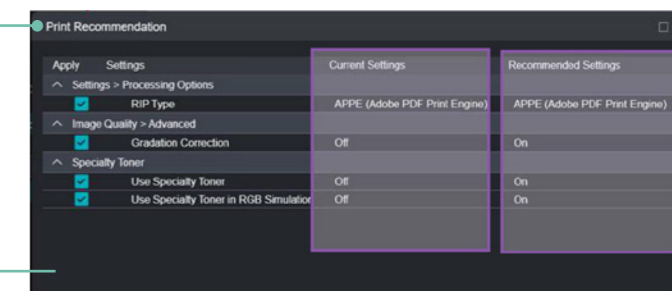 Print Recommendation
Apply Settings Current Settings Recommended Settings
Settings > Processing Options
RIP Type APPE (Adobe PDF Print Engine) APPE (Adobe PDF Print Engine)
Image Quality > Advanced
Gradation Correction Off On
Specialty Toner
Use Specialty Toner Off On
Use Specialty Toner in RGB Simulation Off On